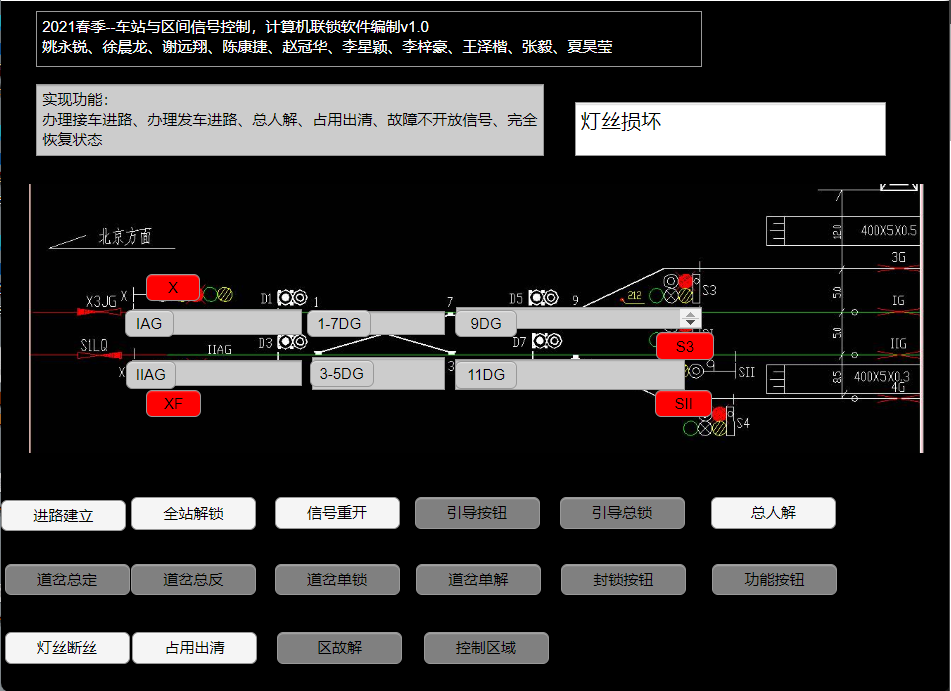 2021春季--车站与区间信号控制，计算机联锁软件编制v1.0
姚永锐、徐晨龙、谢远翔、陈康捷、赵冠华、李星颖、李梓豪、王泽楷、张毅、夏昊莹
实现功能：
办理接车进路、办理发车进路、总人解、占用出清、故障不开放信号、完全
恢复状态
灯丝损坏
北京方面
12.0
400X5X0.5
3G
X
X
X3JG
D1
1
7
D5
9
212
S3
5.0
IG
IAG
1-7DG
9DG
S1LQ
IIAG
D3
D7
S3
5.0
IIG
X
IIAG
3-5DG
3
11DG
SII
8.5
400X5X0.3
4G
XF
SII
S4
进路建立
全站解锁
信号重开
引导按钮
引导总锁
总人解
道岔总定
道岔总反
道岔单锁
道岔单解
封锁按钮
功能按钮
灯丝断丝
占用出清
区故解
控制区域